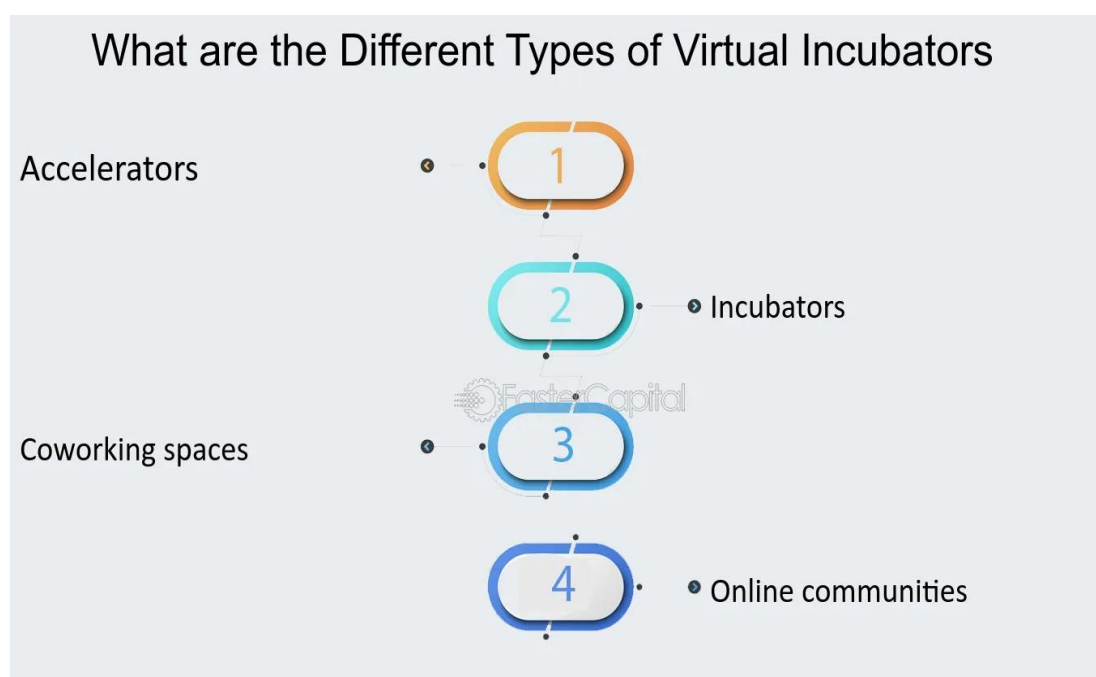 What are the Different Types of Virtual Incubators
Accelerators
1
2
Incubators
FasterCapital
Coworking spaces
3
4
Online communities